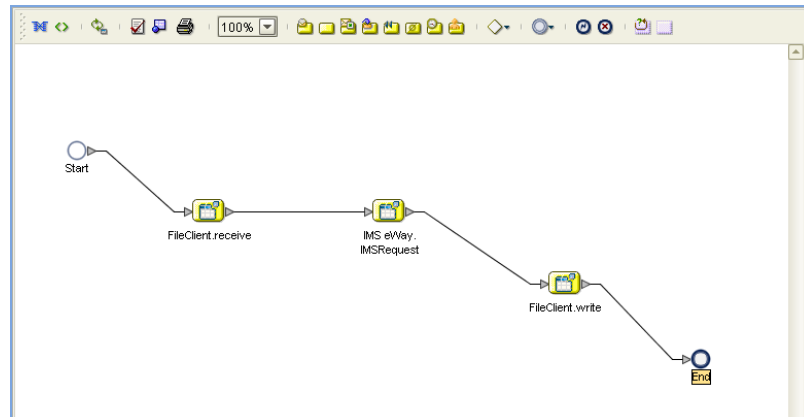 100%
Start
FileClient.receive
IMS eWay.
IMSRequest
FileClient.write
End